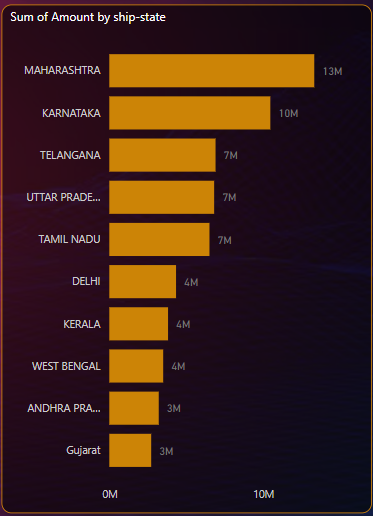 Sum of Amount by ship-state
MAHARASHTRA 13M
KARNATAKA 10M
TELANGANA 7M
UTTAR PRADE... 7M
TAMIL NADU 7M
DELHI 4M
KERALA 4M
WEST BENGAL 4M
ANDHRA PRA... 3M
Gujarat 3M
0M 10M